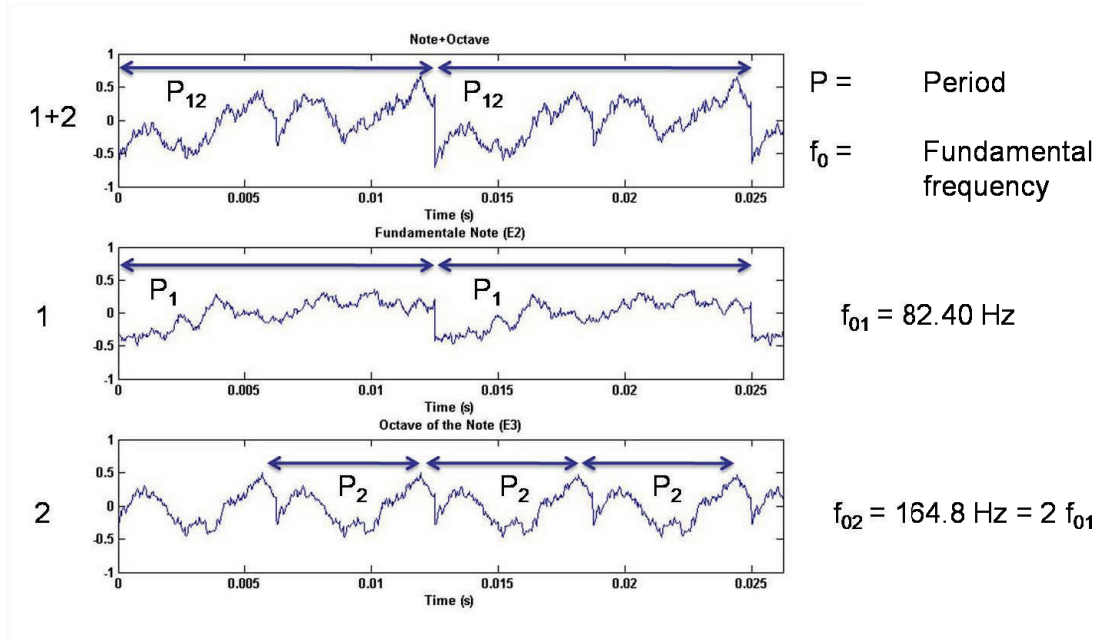 Note+Octave
1
0.5
0
-0.5
-1
1+2
P12
P12
0
0.005
0.01
0.015
0.02
0.025
Time (s)
P = Period
f0 = Fundamental
frequency
Fundamentale Note (E2)
1
0.5
0
-0.5
-1
1
P1
P1
0
0.005
0.01
0.015
0.02
0.025
Time (s)
f01 = 82.40 Hz
Octave of the Note (E3)
1
0.5
0
-0.5
-1
2
P2
P2
P2
0
0.005
0.01
0.015
0.02
0.025
Time (s)
f02 = 164.8 Hz = 2 f01